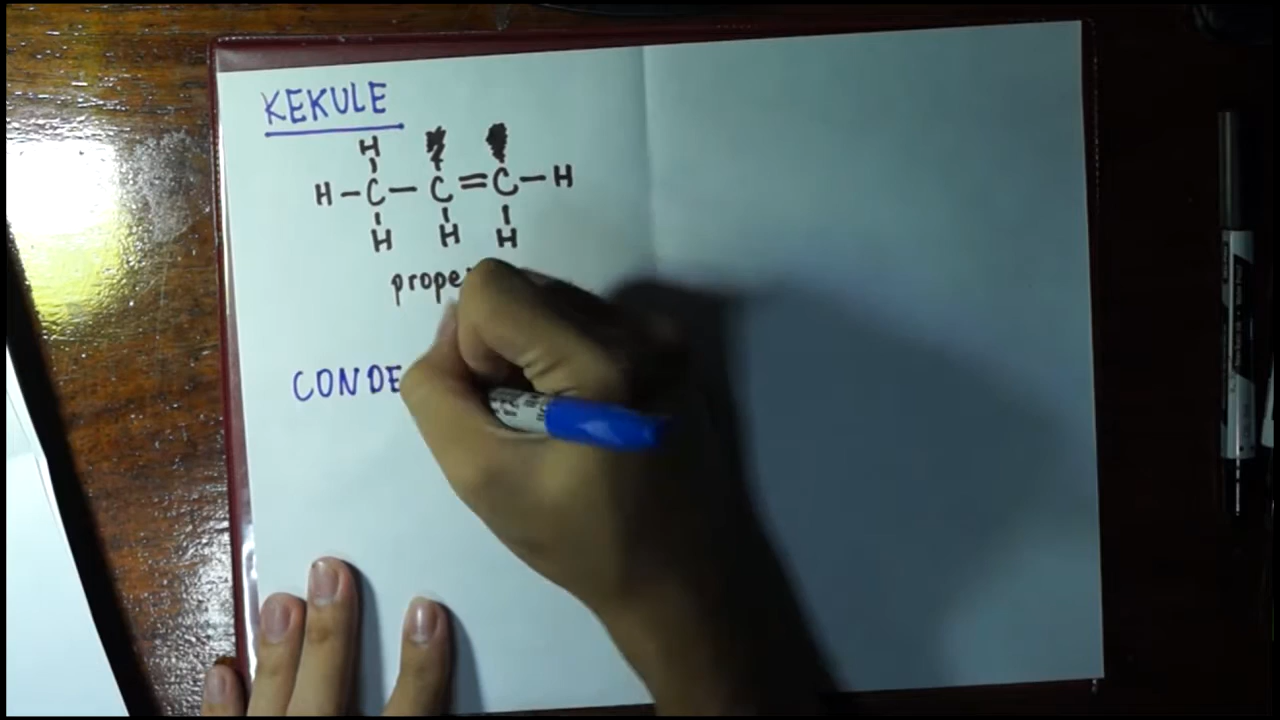 KEKULE
H
H-C-C=C-H
H H H
prope
CONDE